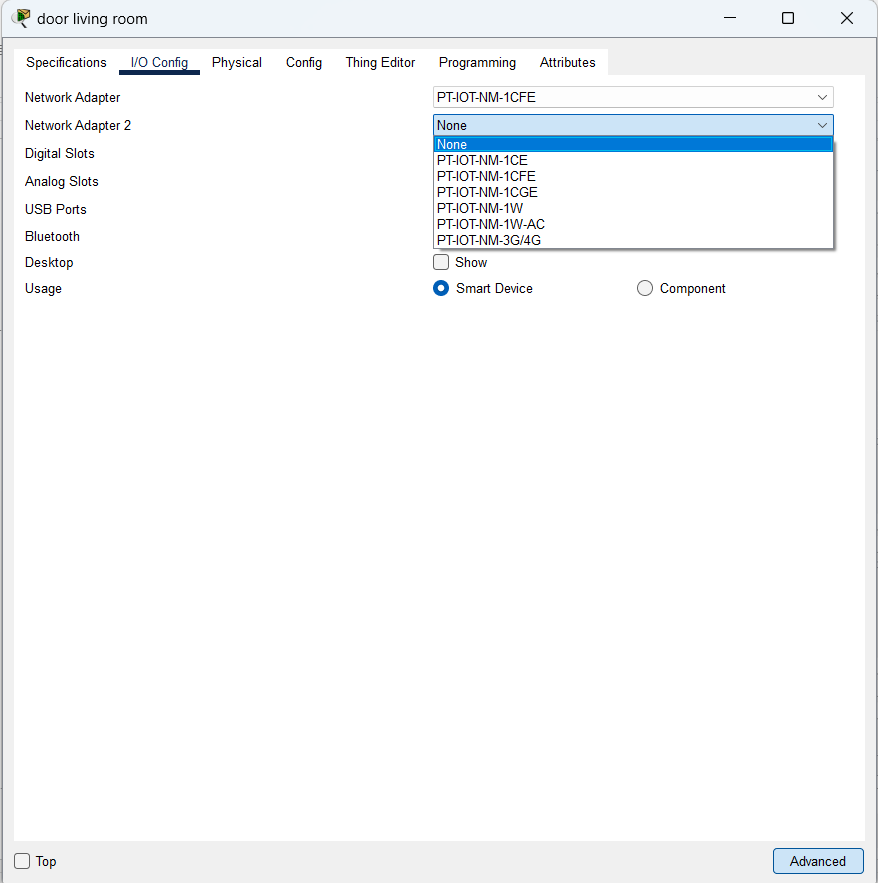 door living room
Specifications I/O Config Physical Config Thing Editor Programming Attributes
Network Adapter PT-IOT-NM-1CFE
Network Adapter 2 None
None
Digital Slots
PT-IOT-NM-1CE
PT-IOT-NM-1CFE
Analog Slots
PT-IOT-NM-1CGE
USB Ports
PT-IOT-NM-1W
PT-IOT-NM-1W-AC
Bluetooth
PT-IOT-NM-3G/4G
Desktop Show
Usage Smart Device Component
Top Advanced